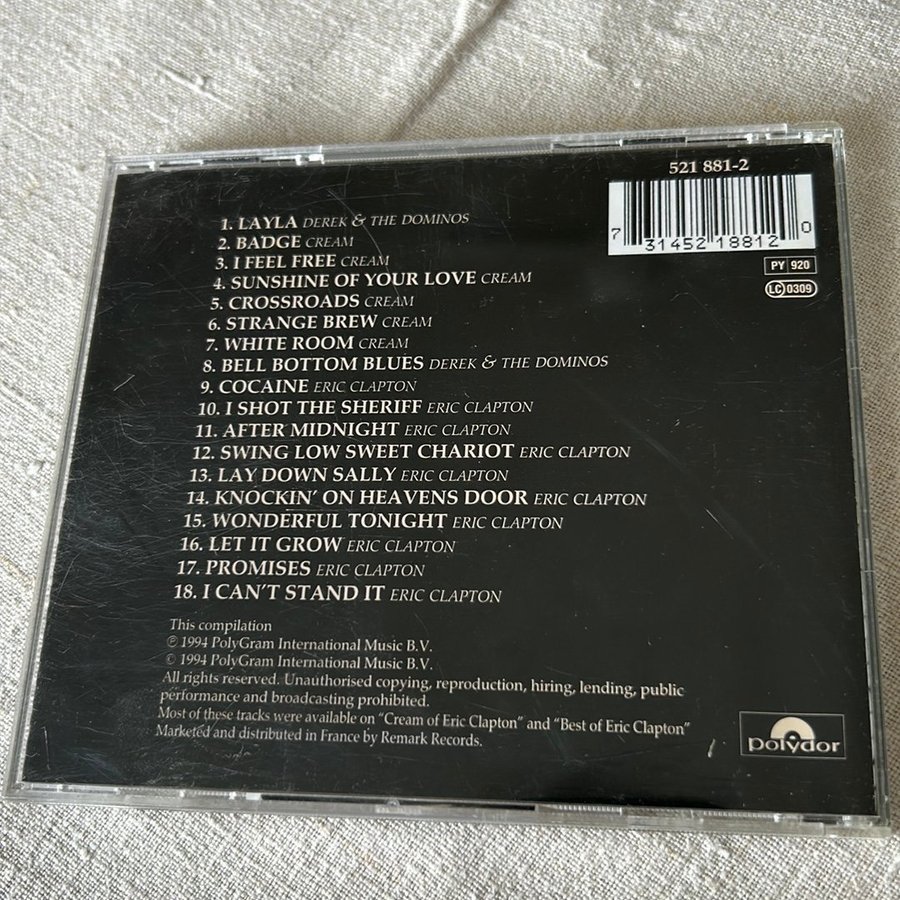 521 881-2
7 31452 18812 0
PY 920
LC 0309
1. LAYLA DEREK & THE DOMINOS
2. BADGE CREAM
3. I FEEL FREE CREAM
4. SUNSHINE OF YOUR LOVE CREAM
5. CROSSROADS CREAM
6. STRANGE BREW CREAM
7. WHITE ROOM CREAM
8. BELL BOTTOM BLUES DEREK & THE DOMINOS
9. COCAINE ERIC CLAPTON
10. I SHOT THE SHERIFF ERIC CLAPTON
11. AFTER MIDNIGHT ERIC CLAPTON
12. SWING LOW SWEET CHARIOT ERIC CLAPTON
13. LAY DOWN SALLY ERIC CLAPTON
14. KNOCKIN' ON HEAVENS DOOR ERIC CLAPTON
15. WONDERFUL TONIGHT ERIC CLAPTON
16. LET IT GROW ERIC CLAPTON
17. PROMISES ERIC CLAPTON
18. I CAN'T STAND IT ERIC CLAPTON
This compilation
℗ 1994 PolyGram International Music B.V.
© 1994 PolyGram International Music B.V.
All rights reserved. Unauthorised copying, reproduction, hiring, lending, public
performance and broadcasting prohibited.
Most of these tracks were available on "Cream of Eric Clapton" and "Best of Eric Clapton"
Marketed and distributed in France by Remark Records.
polydor